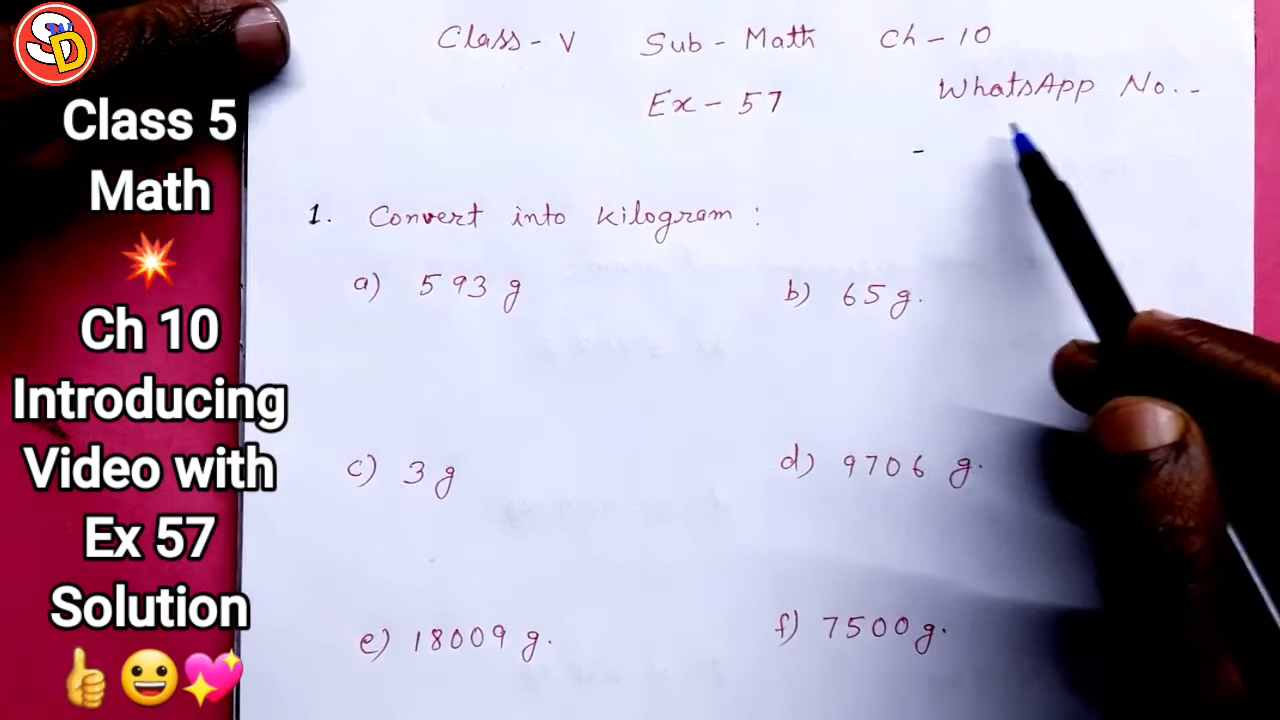 SWD
Class 5
Math
💥
Ch 10
Introducing
Video with
Ex 57
Solution
👍😀💖
Class - V Sub - Math Ch - 10
Ex - 57 WhatsApp No. -
-
1. Convert into kilogram :
a) 593 g b) 65 g.
c) 3 g d) 9706 g.
e) 18009 g. f) 7500 g.